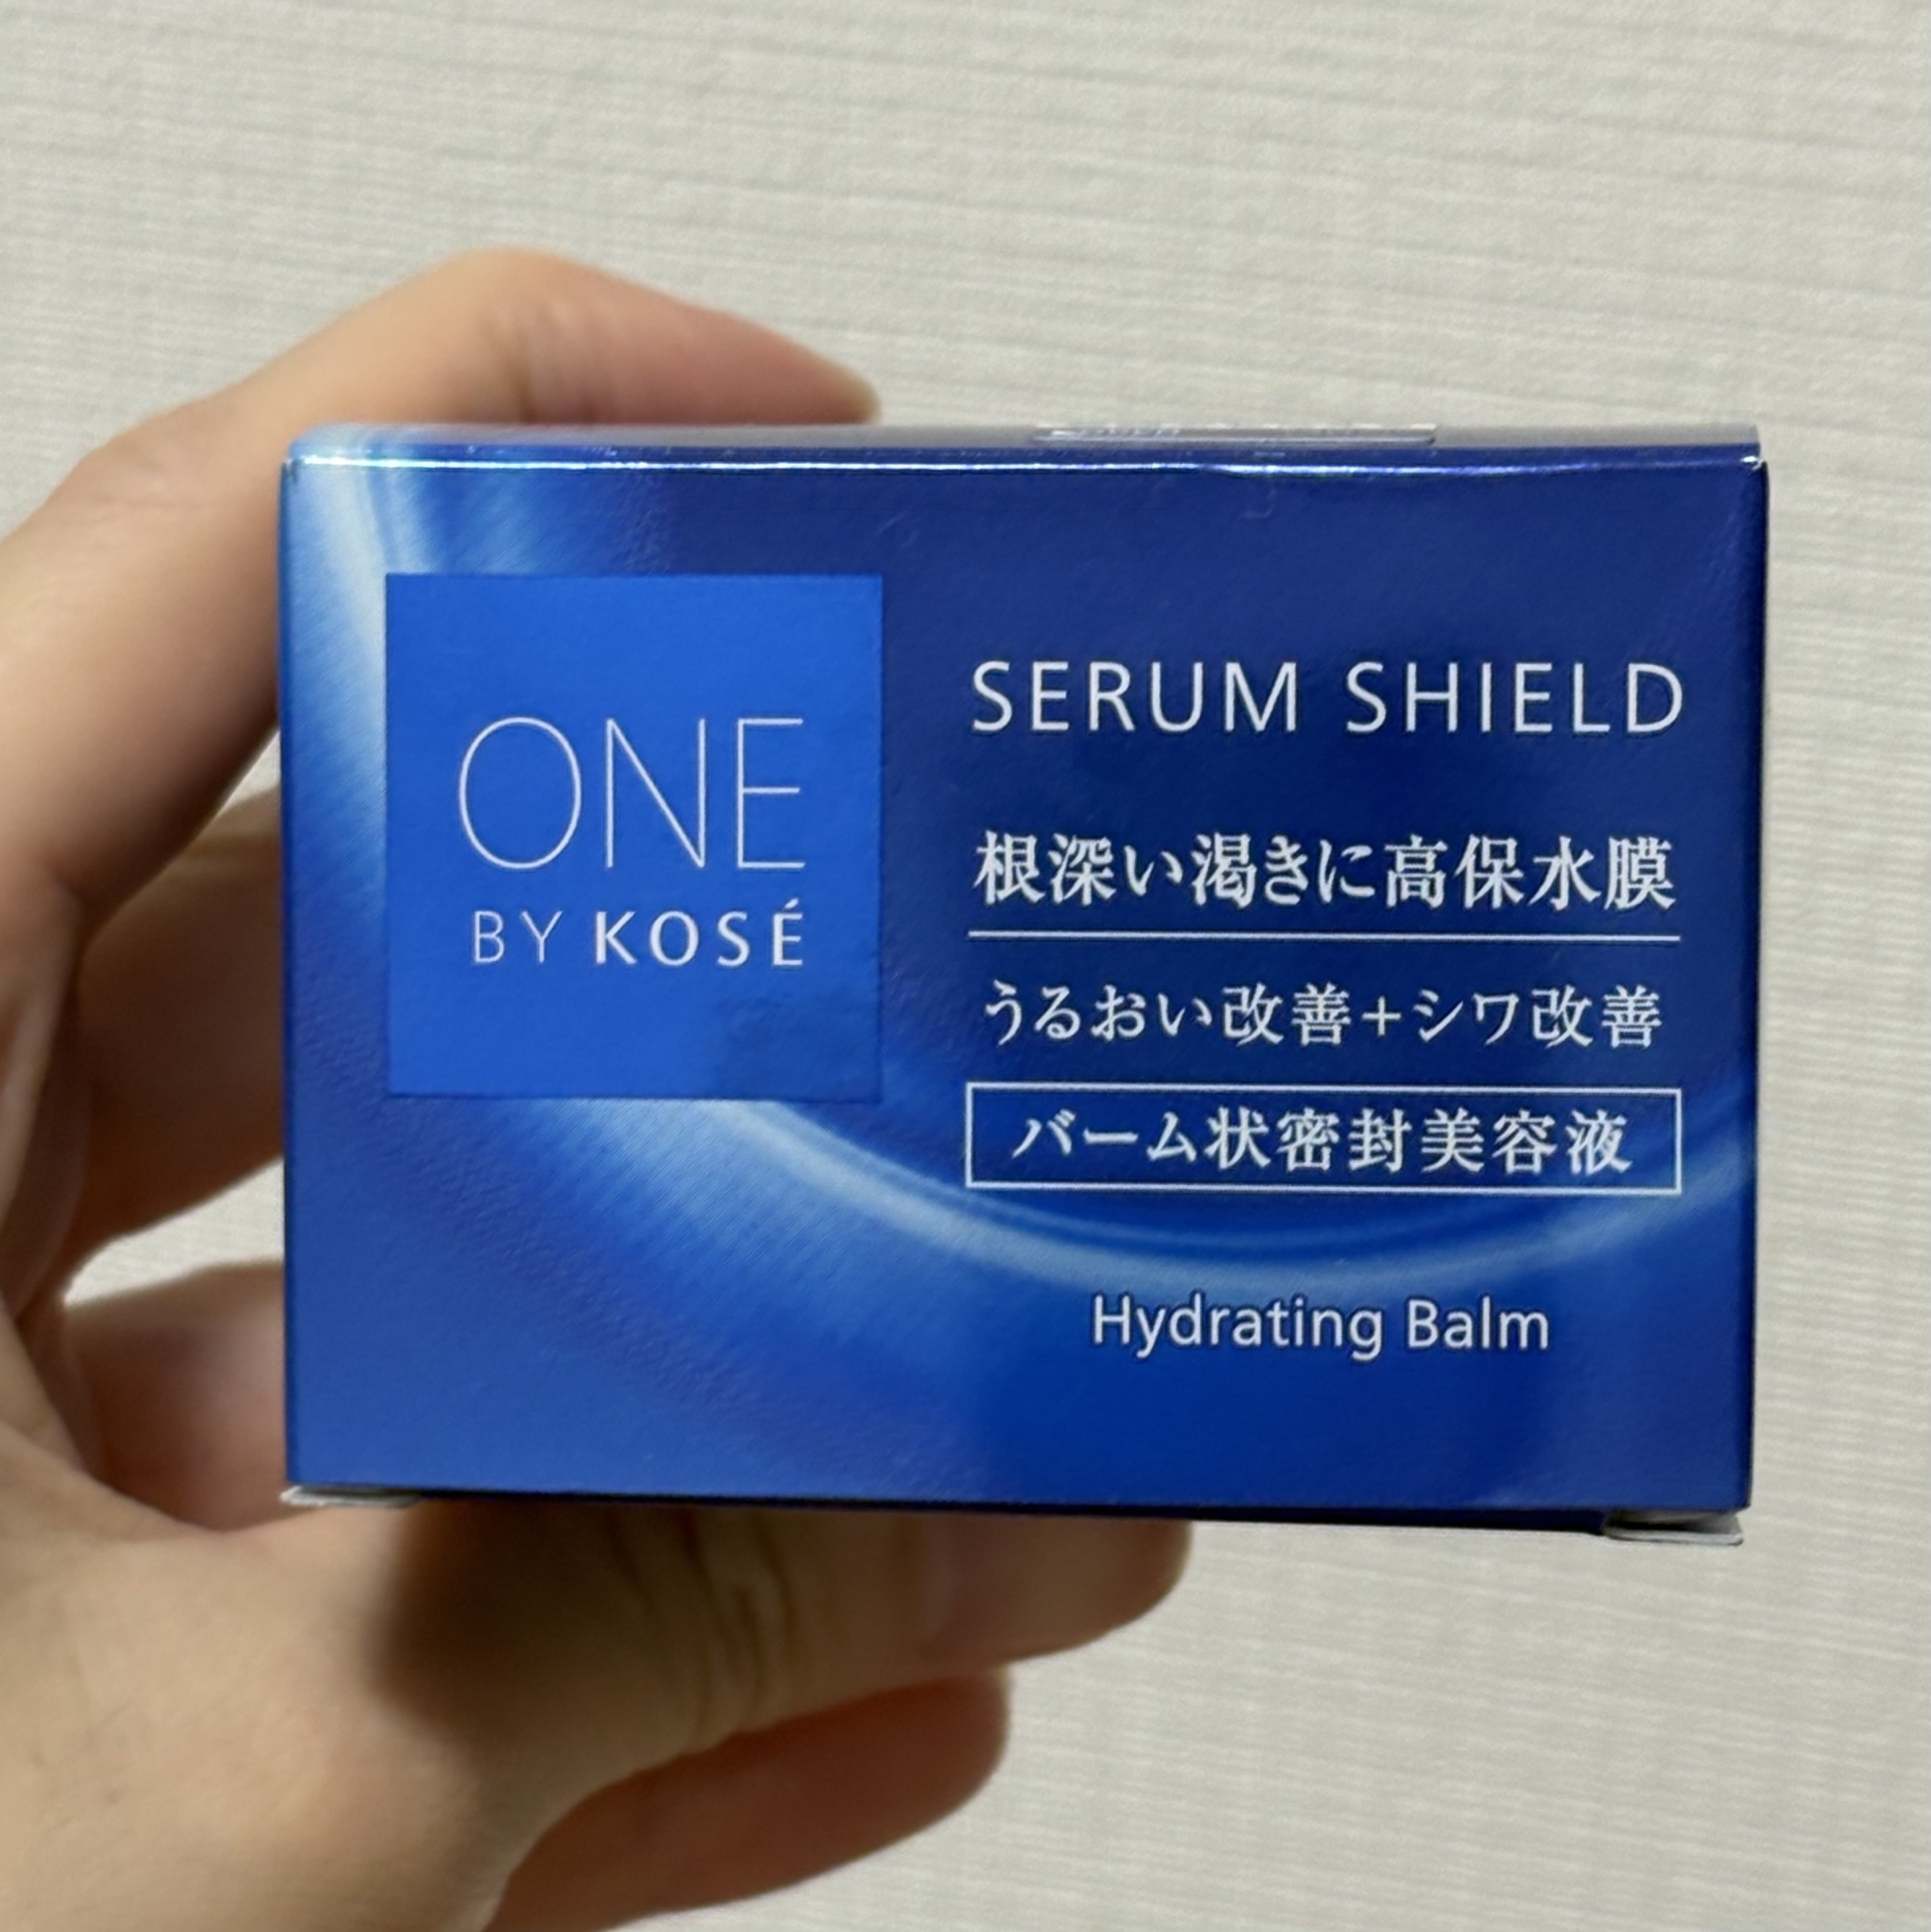 ONE
BY KOSÉ
SERUM SHIELD
根深い渇きに高保水膜
うるおい改善+シワ改善
バーム状密封美容液
Hydrating Balm